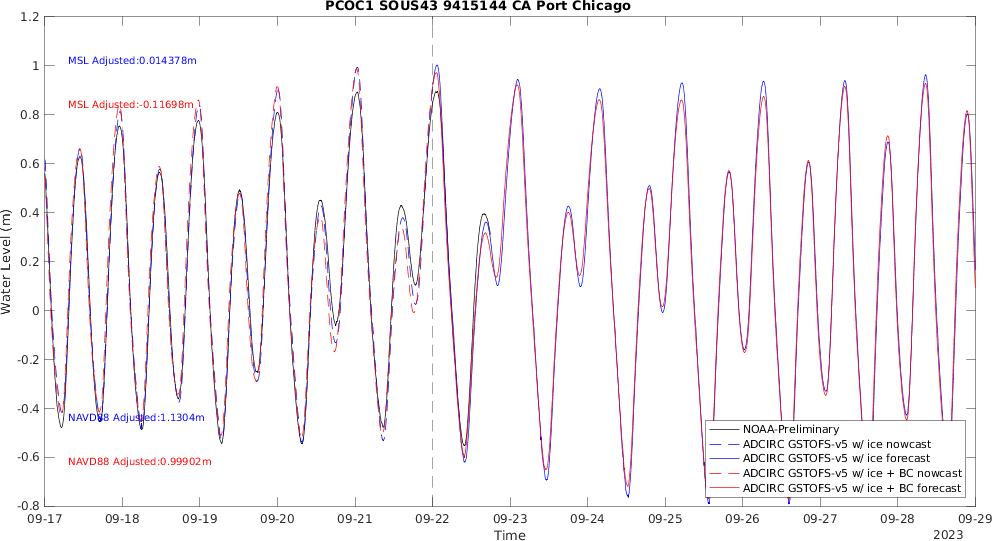 PCOC1 SOUS43 9415144 CA Port Chicago
1.2
1
0.8
0.6
0.4
0.2
0
-0.2
-0.4
-0.6
-0.8
Water Level (m)
MSL Adjusted:0.014378m
MSL Adjusted:-0.11698m
NAVD88 Adjusted:1.1304m
NAVD88 Adjusted:0.99902m
NOAA-Preliminary
ADCIRC GSTOFS-v5 w/ ice nowcast
ADCIRC GSTOFS-v5 w/ ice forecast
ADCIRC GSTOFS-v5 w/ ice + BC nowcast
ADCIRC GSTOFS-v5 w/ ice + BC forecast
09-17 09-18 09-19 09-20 09-21 09-22 09-23 09-24 09-25 09-26 09-27 09-28 09-29
Time
2023